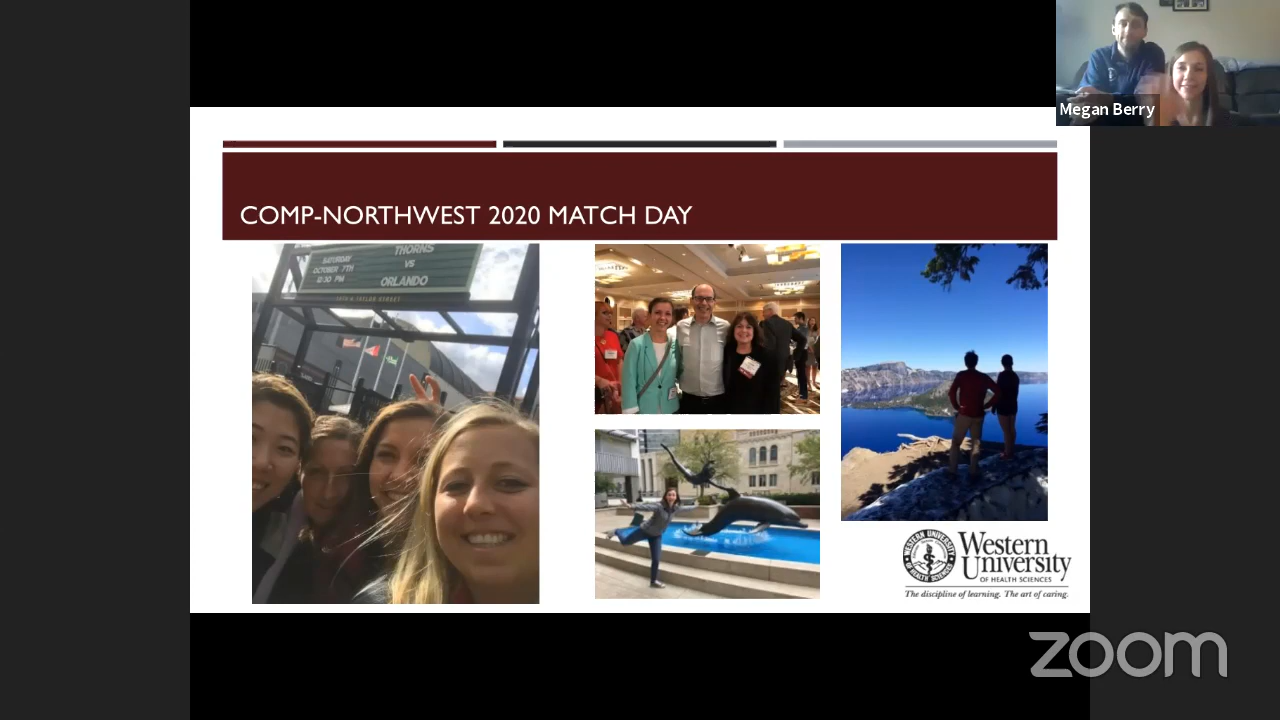 Megan Berry
COMP-NORTHWEST 2020 MATCH DAY
THORNS
SATURDAY
VS
OCTOBER 7TH
12:30 PM
ORLANDO
Western
University
OF HEALTH SCIENCES
The discipline of learning. The art of caring.
zoom